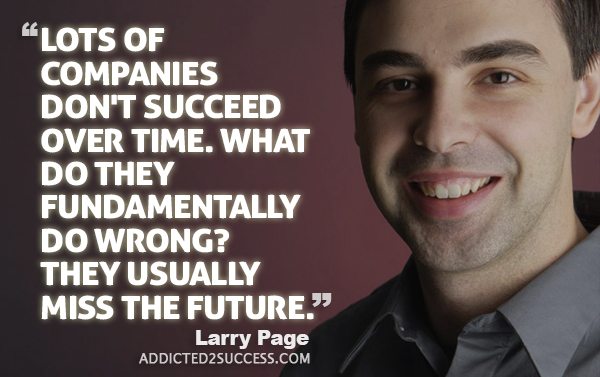 “LOTS OF
COMPANIES
DON'T SUCCEED
OVER TIME. WHAT
DO THEY
FUNDAMENTALLY
DO WRONG?
THEY USUALLY
MISS THE FUTURE.”
Larry Page
ADDICTED2SUCCESS.COM